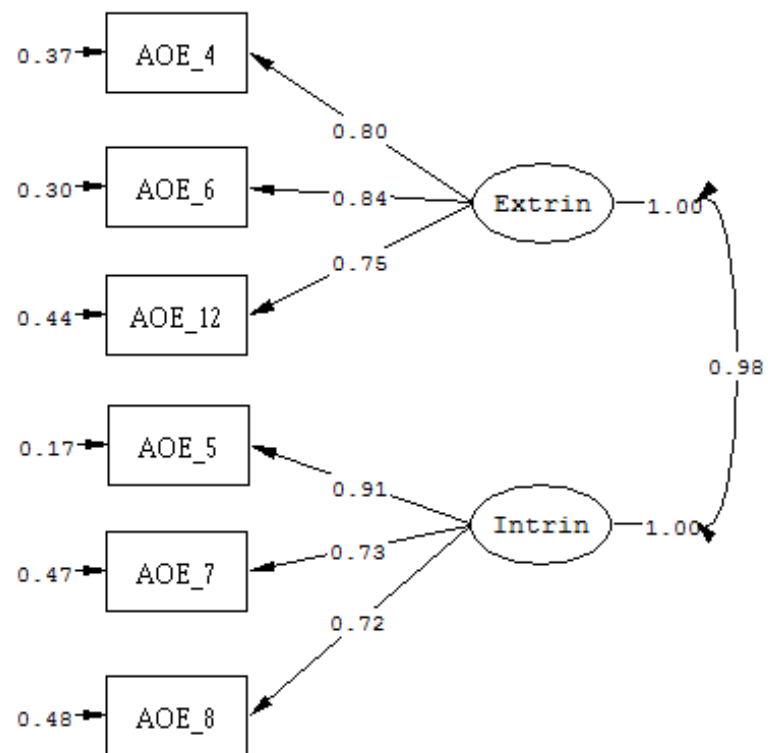 0.37 AOE_4
0.80
0.30 AOE_6 0.84 Extrin 1.00
0.75
0.44 AOE_12
0.98
0.17 AOE_5
0.91
Intrin 1.00
0.73
0.47 AOE_7
0.72
0.48 AOE_8